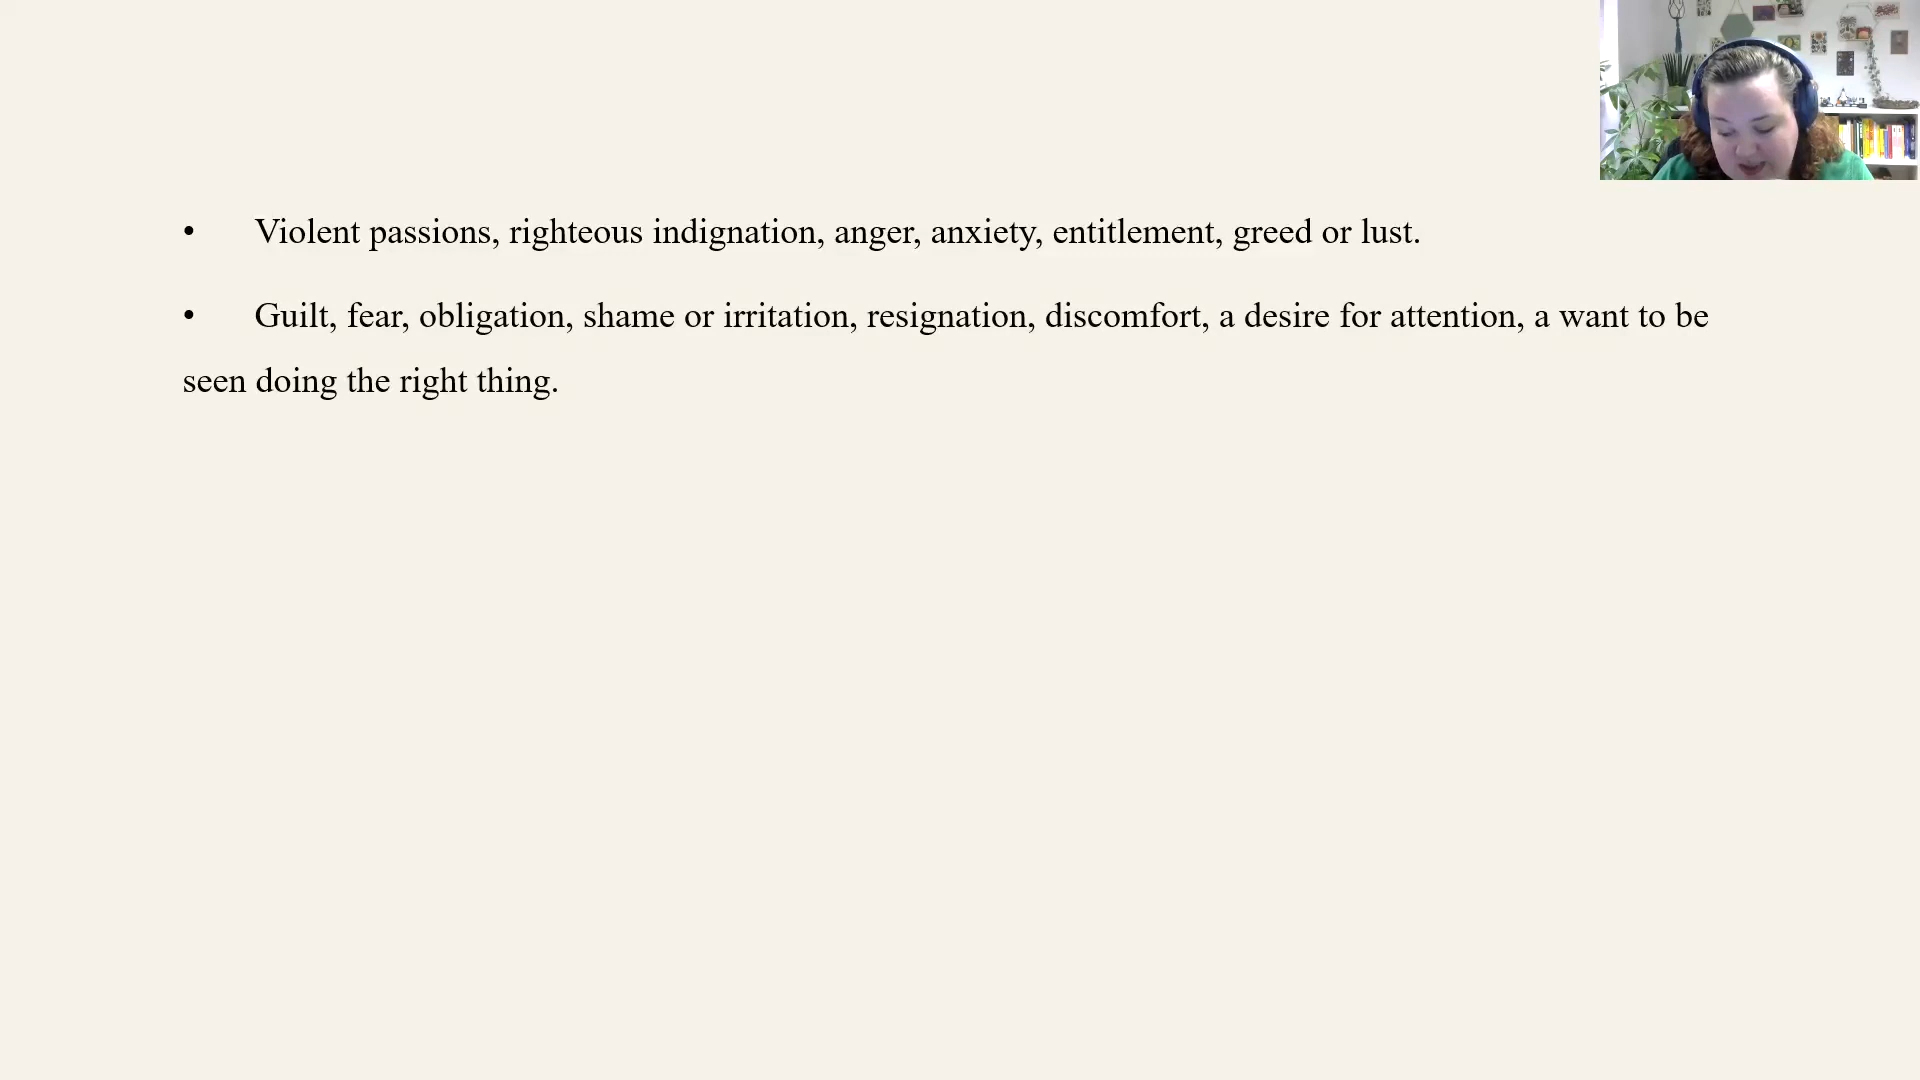 • Violent passions, righteous indignation, anger, anxiety, entitlement, greed or lust.
• Guilt, fear, obligation, shame or irritation, resignation, discomfort, a desire for attention, a want to be
seen doing the right thing.